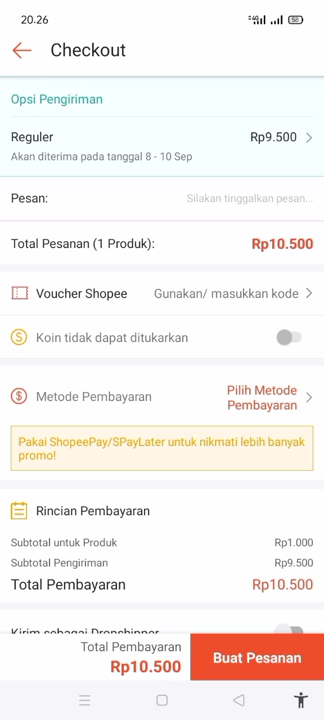 20.26
Checkout
Opsi Pengiriman
Reguler Rp9.500
Akan diterima pada tanggal 8 - 10 Sep
Pesan: Silakan tinggalkan pesan...
Total Pesanan (1 Produk): Rp10.500
Voucher Shopee Gunakan/ masukkan kode
Koin tidak dapat ditukarkan
Metode Pembayaran Pilih Metode
Pembayaran
Pakai ShopeePay/SPayLater untuk nikmati lebih banyak
promo!
Rincian Pembayaran
Subtotal untuk Produk Rp1.000
Subtotal Pengiriman Rp9.500
Total Pembayaran Rp10.500
Kirim sebagai Dropshipper
Total Pembayaran
Rp10.500
Buat Pesanan